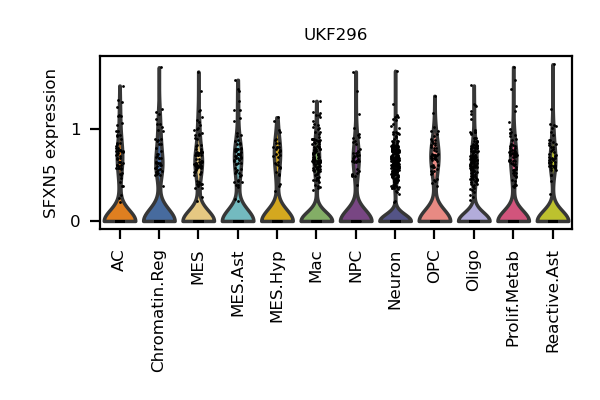 UKF296
SFXN5 expression
1
0
AC
Chromatin.Reg
MES
MES.Ast
MES.Hyp
Mac
NPC
Neuron
OPC
Oligo
Prolif.Metab
Reactive.Ast